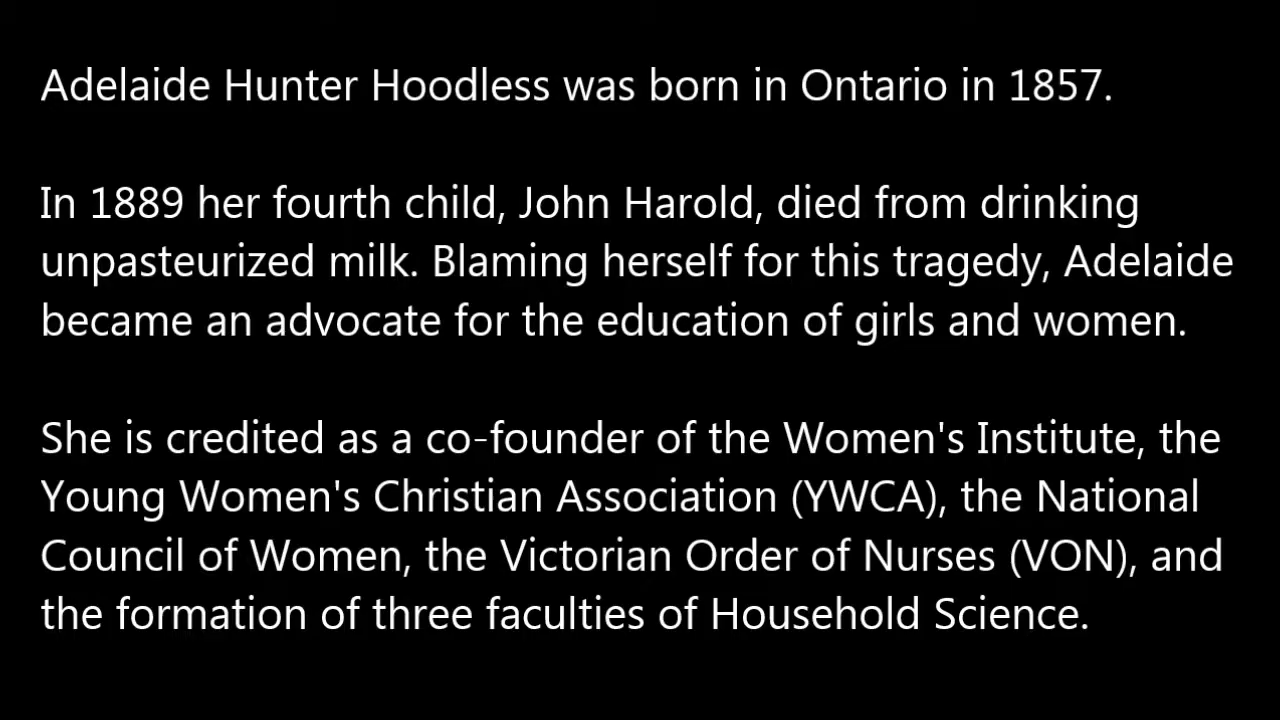 Adelaide Hunter Hoodless was born in Ontario in 1857.
In 1889 her fourth child, John Harold, died from drinking
unpasteurized milk. Blaming herself for this tragedy, Adelaide
became an advocate for the education of girls and women.
She is credited as a co-founder of the Women's Institute, the
Young Women's Christian Association (YWCA), the National
Council of Women, the Victorian Order of Nurses (VON), and
the formation of three faculties of Household Science.